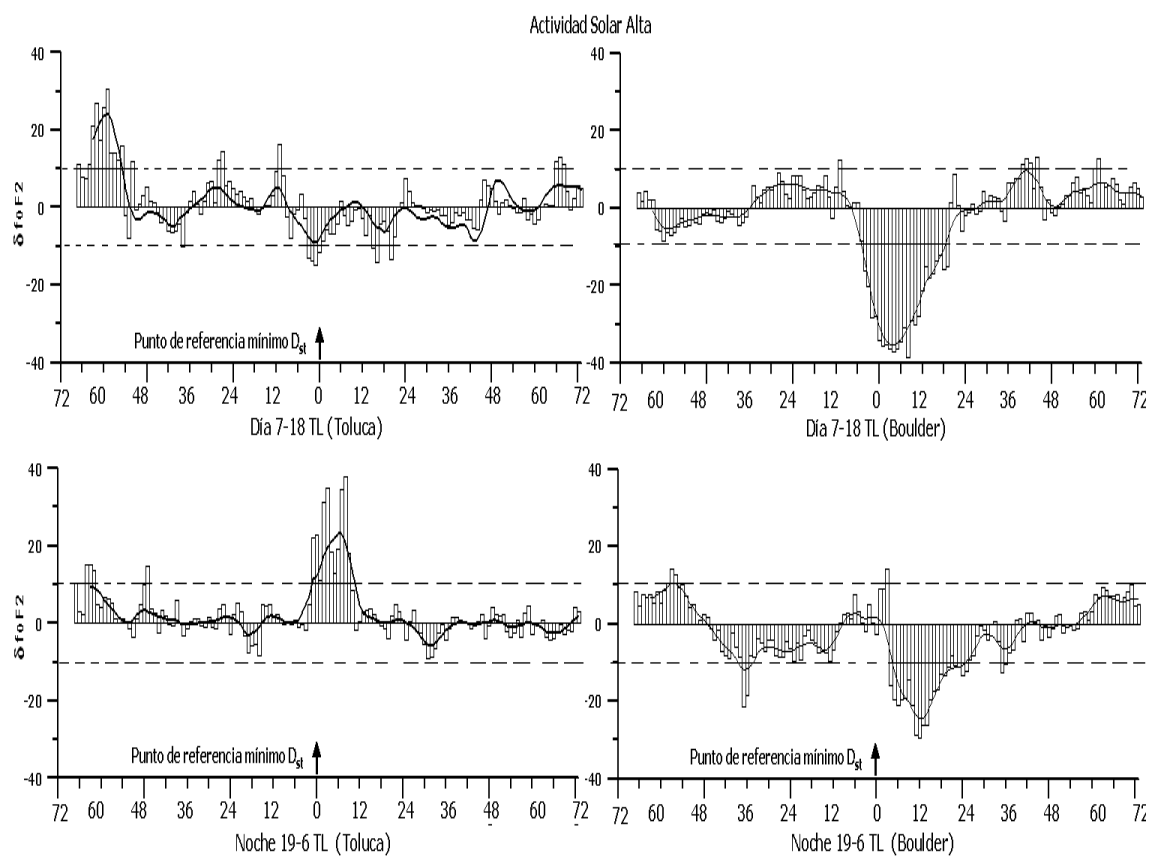 Actividad Solar Alta
40
20
0
-20
-40
δfoF2
Punto de referencia mínimo Dst
72 60 48 36 24 12 0 12 24 36 48 60 72
Día 7-18 TL (Toluca)
40
20
0
-20
-40
72 60 48 36 24 12 0 12 24 36 48 60 72
Día 7-18 TL (Boulder)
40
20
0
-20
-40
δfoF2
Punto de referencia mínimo Dst
72 60 48 36 24 12 0 12 24 36 48 60 72
Noche 19-6 TL (Toluca)
40
20
0
-20
-40
Punto de referencia mínimo Dst
72 60 48 36 24 12 0 12 24 36 48 60 72
Noche 19-6 TL (Boulder)